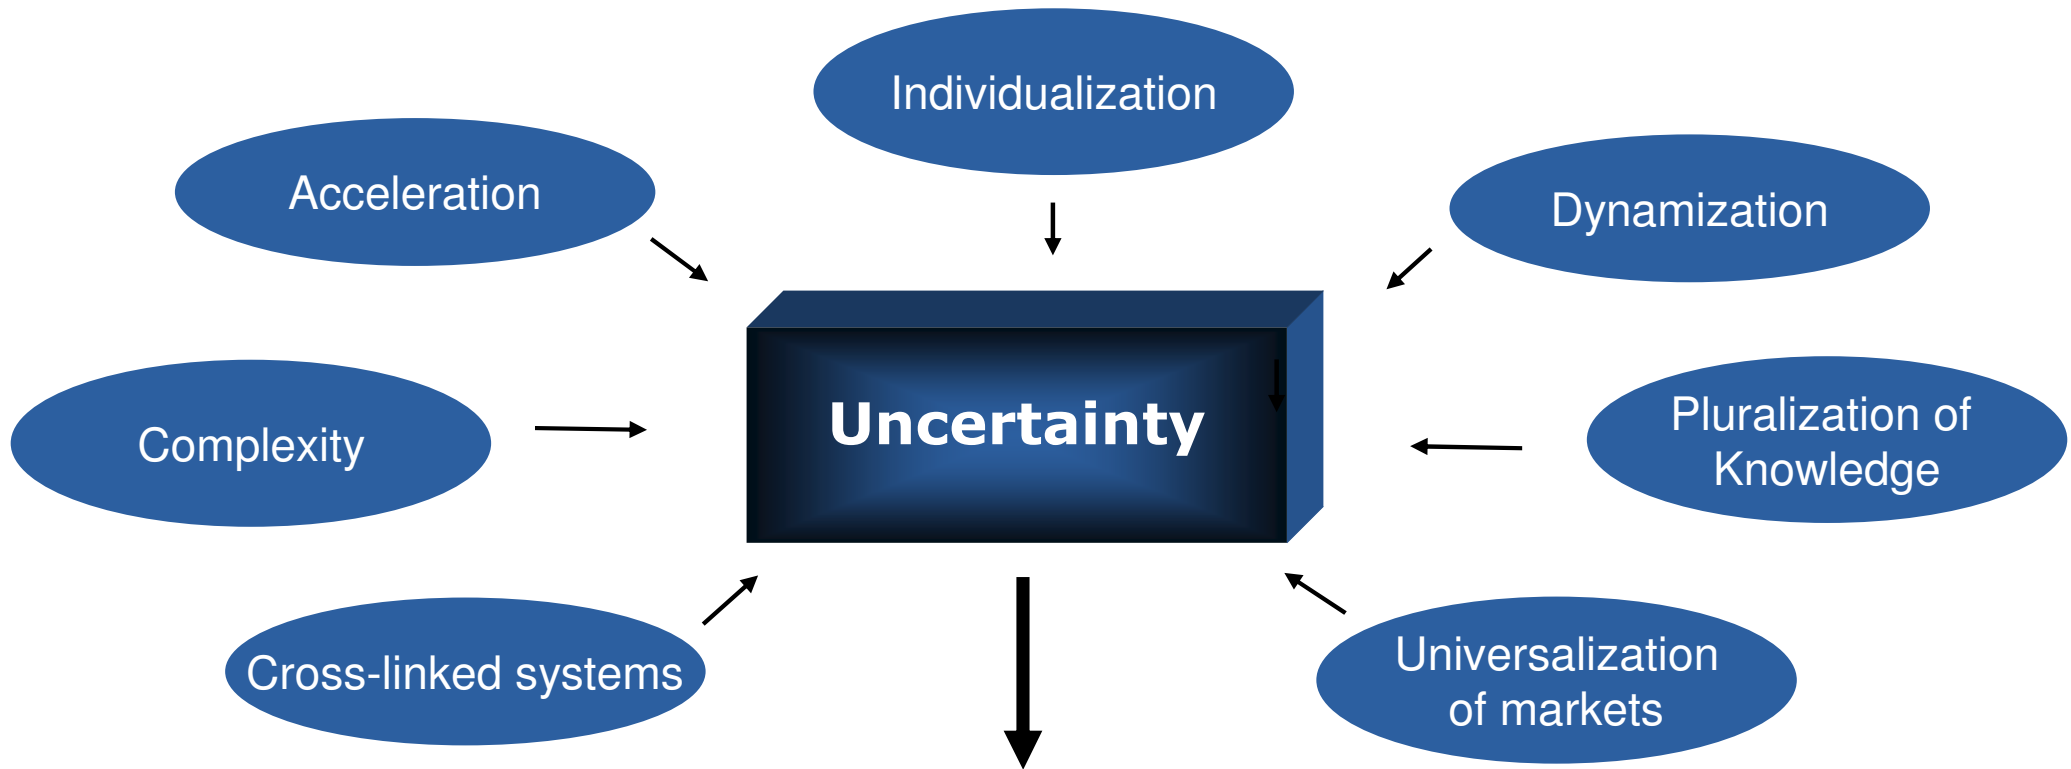 Individualization
Acceleration
Dynamization
Uncertainty
Complexity
Pluralization of
Knowledge
Cross-linked systems
Universalization
of markets